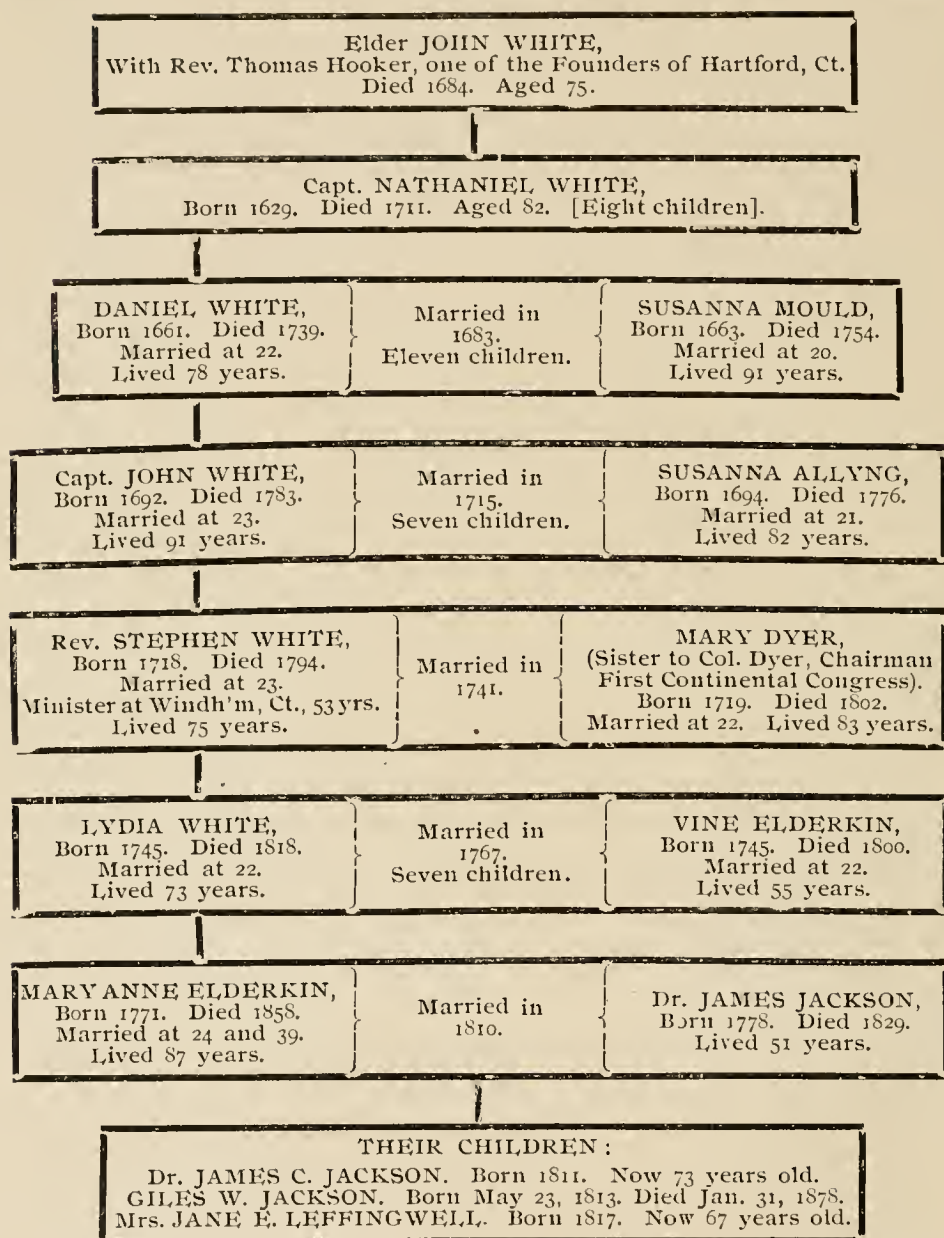 Elder JOHN WHITE,
With Rev. Thomas Hooker, one of the Founders of Hartford, Ct.
Died 1684. Aged 75.
Capt. NATHANIEL WHITE,
Born 1629. Died 1711. Aged 82. [Eight children].
DANIEL WHITE,
Born 1661. Died 1739.
Married at 22.
Lived 78 years.
Married in
1683.
Eleven children.
SUSANNA MOULD,
Born 1663. Died 1754.
Married at 20.
Lived 91 years.
Capt. JOHN WHITE,
Born 1692. Died 1783.
Married at 23.
Lived 91 years.
Married in
1715.
Seven children.
SUSANNA ALLYNG,
Born 1694. Died 1776.
Married at 21.
Lived 82 years.
Rev. STEPHEN WHITE,
Born 1718. Died 1794.
Married at 23.
Minister at Windh'm, Ct., 53 yrs.
Lived 75 years.
Married in
1741.
MARY DYER,
(Sister to Col. Dyer, Chairman
First Continental Congress).
Born 1719. Died 1802.
Married at 22. Lived 83 years.
LYDIA WHITE,
Born 1745. Died 1818.
Married at 22.
Lived 73 years.
Married in
1767.
Seven children.
VINE ELDERKIN,
Born 1745. Died 1800.
Married at 22.
Lived 55 years.
MARY ANNE ELDERKIN,
Born 1771. Died 1858.
Married at 24 and 39.
Lived 87 years.
Married in
1810.
Dr. JAMES JACKSON,
Born 1778. Died 1829.
Lived 51 years.
THEIR CHILDREN:
Dr. JAMES C. JACKSON. Born 1811. Now 73 years old.
GILES W. JACKSON. Born May 23, 1813. Died Jan. 31, 1878.
Mrs. JANE E. LEFFINGWELL. Born 1817. Now 67 years old.